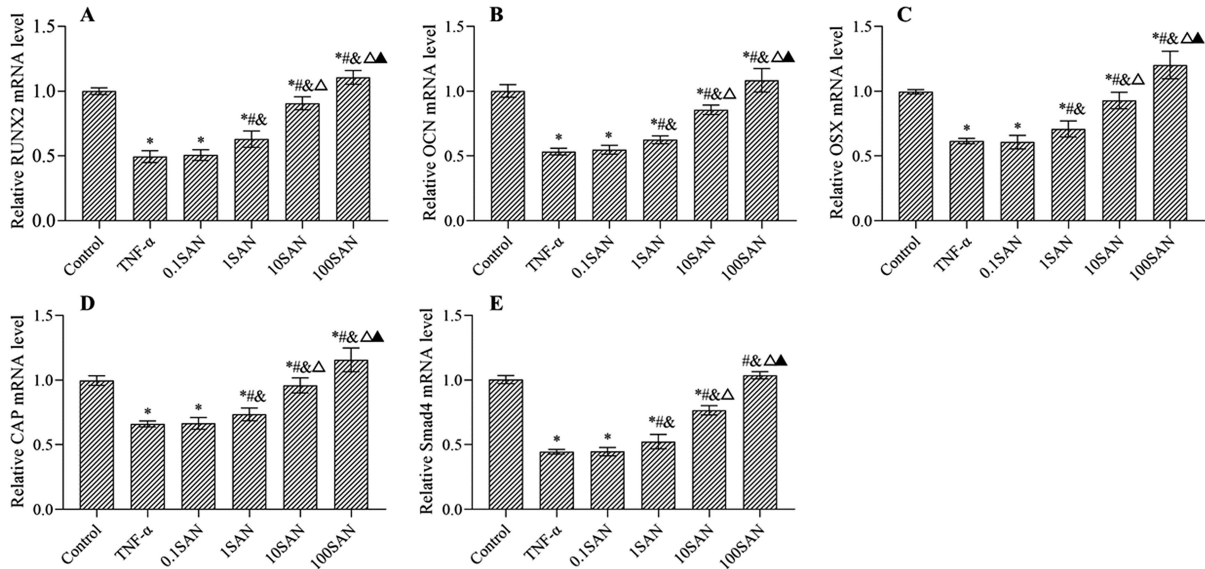 A
Relative RUNX2 mRNA level
1.5
1.0
0.5
0.0
*
*
*#&
*#&△
*#&△▲
Control
TNF-α
0.1SAN
1SAN
10SAN
100SAN
B
Relative OCN mRNA level
1.5
1.0
0.5
0.0
*
*
*#&
*#&△
*#&△▲
Control
TNF-α
0.1SAN
1SAN
10SAN
100SAN
C
Relative OSX mRNA level
1.5
1.0
0.5
0.0
*
*
*#&
*#&△
*#&△▲
Control
TNF-α
0.1SAN
1SAN
10SAN
100SAN
D
Relative CAP mRNA level
1.5
1.0
0.5
0.0
*
*
*#&
*#&△
*#&△▲
Control
TNF-α
0.1SAN
1SAN
10SAN
100SAN
E
Relative Smad4 mRNA level
1.5
1.0
0.5
0.0
*
*
*#&
*#&△
#&△▲
Control
TNF-α
0.1SAN
1SAN
10SAN
100SAN